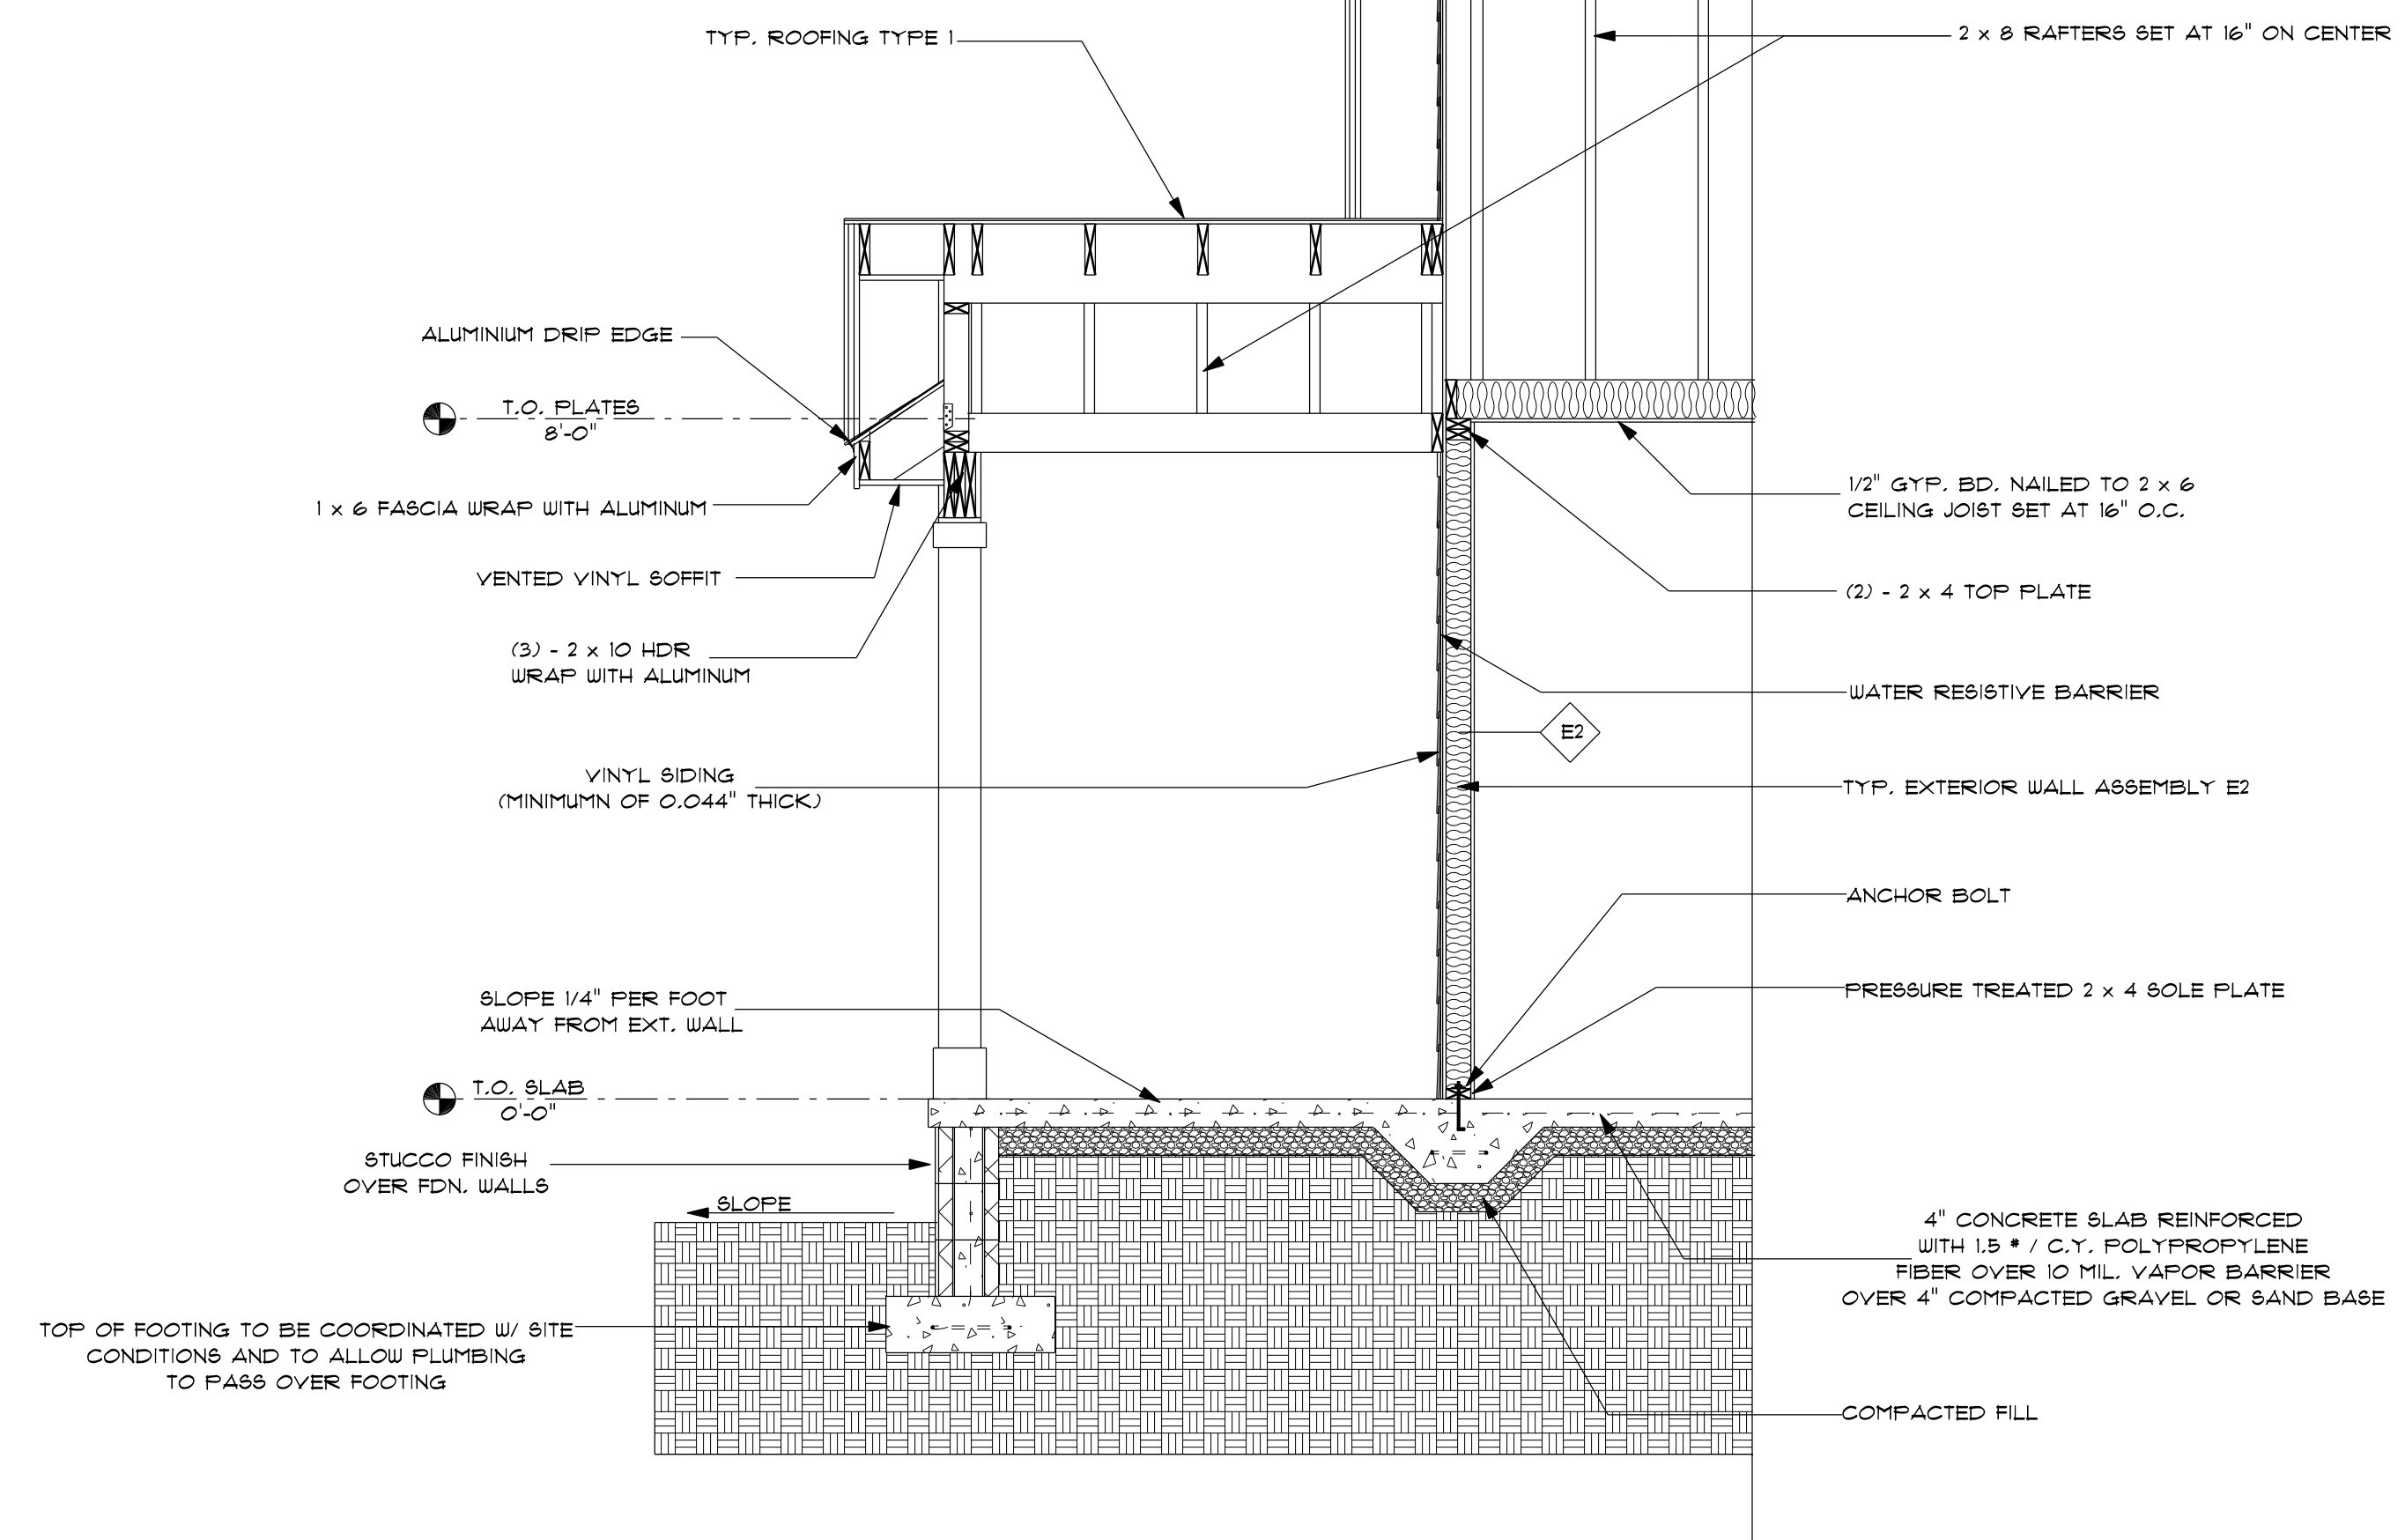 TYP. ROOFING TYPE 1
2 x 8 RAFTERS SET AT 16" ON CENTER
ALUMINIUM DRIP EDGE
T.O. PLATES
8'-0"
1 x 6 FASCIA WRAP WITH ALUMINUM
1/2" GYP. BD. NAILED TO 2 x 6
CEILING JOIST SET AT 16" O.C.
VENTED VINYL SOFFIT
(2) - 2 x 4 TOP PLATE
(3) - 2 x 10 HDR
WRAP WITH ALUMINUM
WATER RESISTIVE BARRIER
E2
VINYL SIDING
(MINIMUMN OF 0.044" THICK)
TYP. EXTERIOR WALL ASSEMBLY E2
ANCHOR BOLT
PRESSURE TREATED 2 x 4 SOLE PLATE
SLOPE 1/4" PER FOOT
AWAY FROM EXT. WALL
T.O. SLAB
0'-0"
STUCCO FINISH
OVER FDN. WALLS
SLOPE
4" CONCRETE SLAB REINFORCED
WITH 1.5 # / C.Y. POLYPROPYLENE
FIBER OVER 10 MIL. VAPOR BARRIER
OVER 4" COMPACTED GRAVEL OR SAND BASE
TOP OF FOOTING TO BE COORDINATED W/ SITE
CONDITIONS AND TO ALLOW PLUMBING
TO PASS OVER FOOTING
COMPACTED FILL